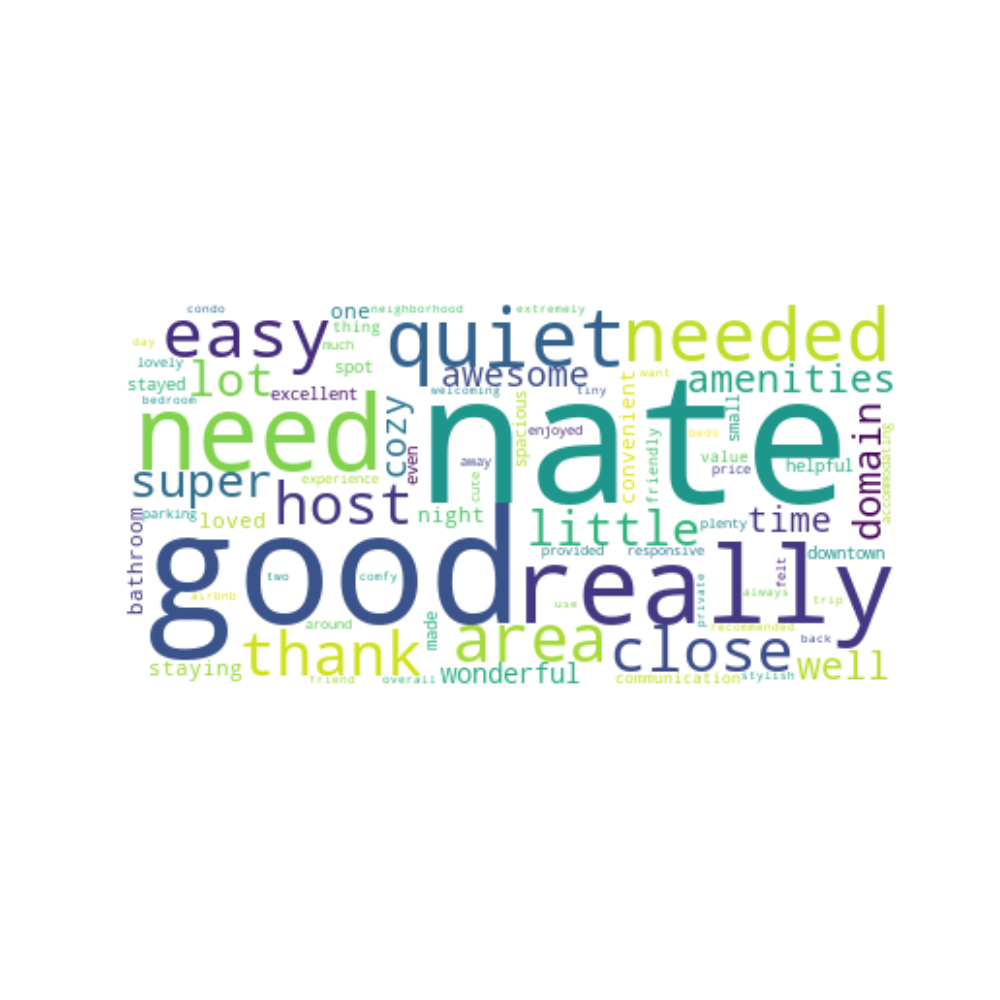 condo
one
neighborhood
extremely
easy
quiet
needed
day
thing
much
lovely
lot
spot
awesome
amenities
stayed
excellent
welcoming
tiny
want
bedroom
need
cozy
nate
spacious
convenient
small
domain
accommodating
enjoyed
beds
friendly
value
price
helpful
super
experience
even
away
cute
parking
loved
host
night
little
plenty
time
bathroom
good
really
provided
responsive
downtown
two
comfy
felt
airbnb
use
private
always
trip
around
made
recommended
back
thank
area
close
well
staying
friend
overall
wonderful
communication
stylish